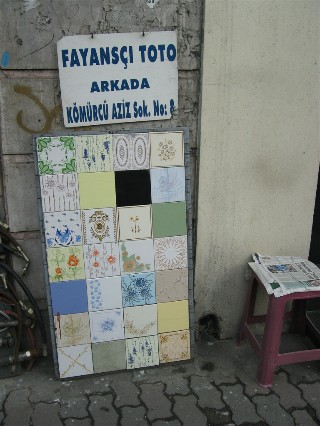 FAYANSÇI TOTO
ARKADA
KÖMÜRCÜ AZİZ Sok. No: 8